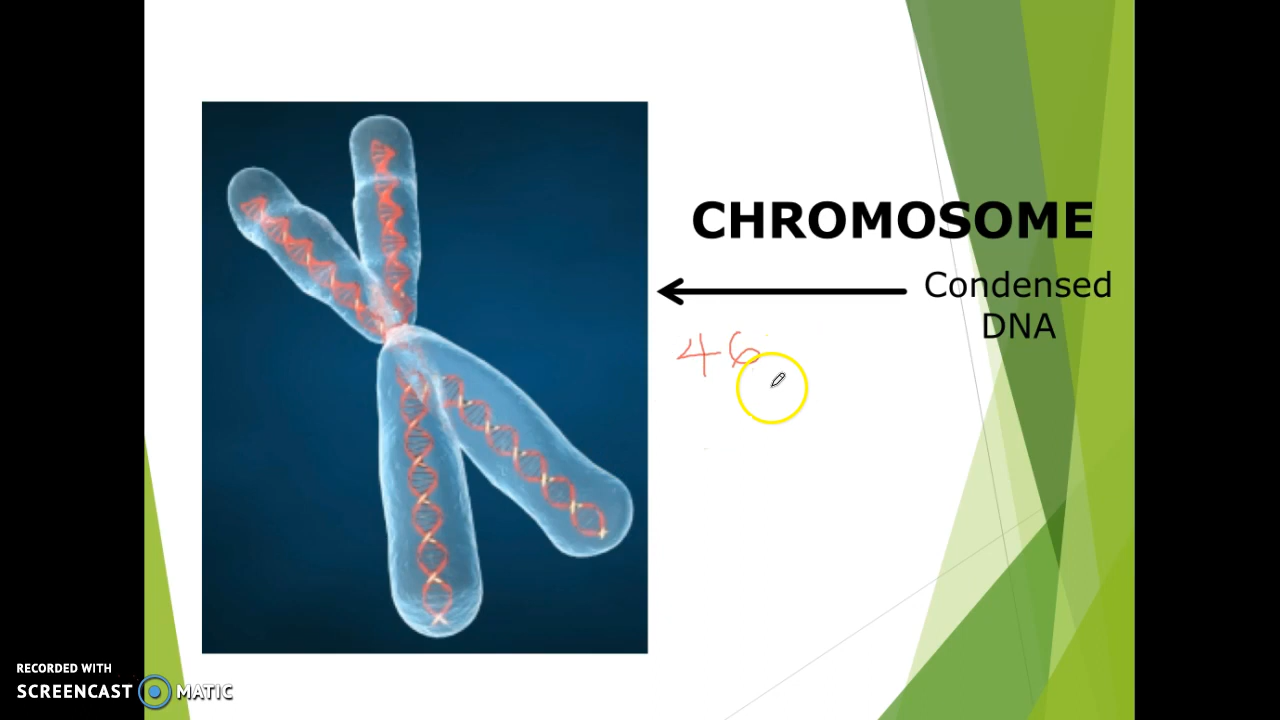 CHROMOSOME
Condensed
DNA
46
RECORDED WITH
SCREENCAST MATIC